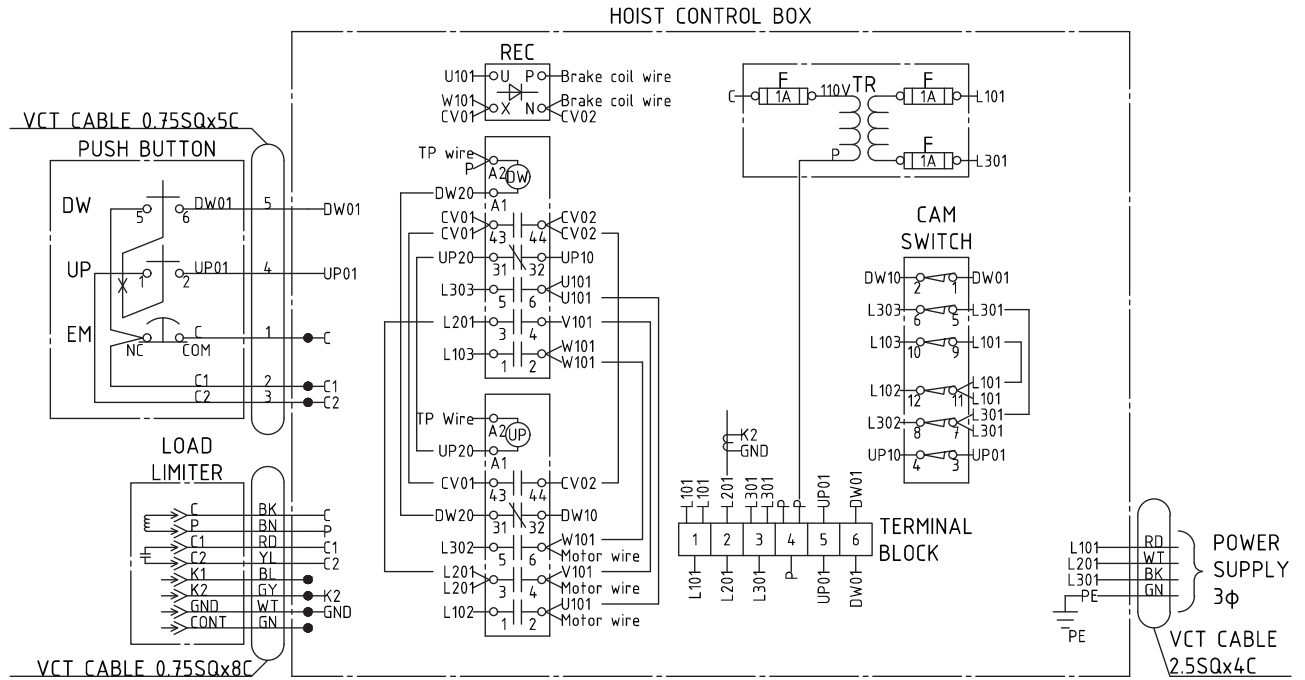 HOIST CONTROL BOX
REC
U101 U P Brake coil wire
W101 Brake coil wire
CV01 X N CV02
VCT CABLE 0.75SQx5C
PUSH BUTTON
DW 5 6 DW01 5 DW01
UP 1 2 UP01 4 UP01
EM NC COM C 1 C
C1 2 C1
C2 3 C2
LOAD
LIMITER
C BK C
P BN P
C1 RD C1
C2 YL C2
K1 BL
K2 GY K2
GND WT GND
CONT GN
VCT CABLE 0.75SQx8C
TP wire
P A2 DW
DW20 A1
CV01 CV02
CV01 43 44 CV02
UP20 31 32 UP10
U101
L303 5 6 U101
L201 3 4 V101
W101
L103 1 2 W101
TP Wire A2 UP
UP20 A1
CV01 43 44 CV02
DW20 31 32 DW10
W101
L302 5 6 Motor wire
L201 V101
L201 3 4 Motor wire
U101
L102 1 2 Motor wire
F TR F
C 1A 110V 1A L101
F
P 1A L301
CAM
SWITCH
DW10 2 1 DW01
L303 6 5 L301
L103 10 9 L101
L101
L102 12 11 L101
L301
L302 8 7 L301
UP10 4 3 UP01
K2
GND
L101 L101 L201 L301 L301 P P UP01 DW01
1 2 3 4 5 6
L101 L201 L301 P UP01 DW01
TERMINAL
BLOCK
L101 RD
L201 WT
L301 BK
PE GN
PE
POWER
SUPPLY
3ϕ
VCT CABLE
2.5SQx4C